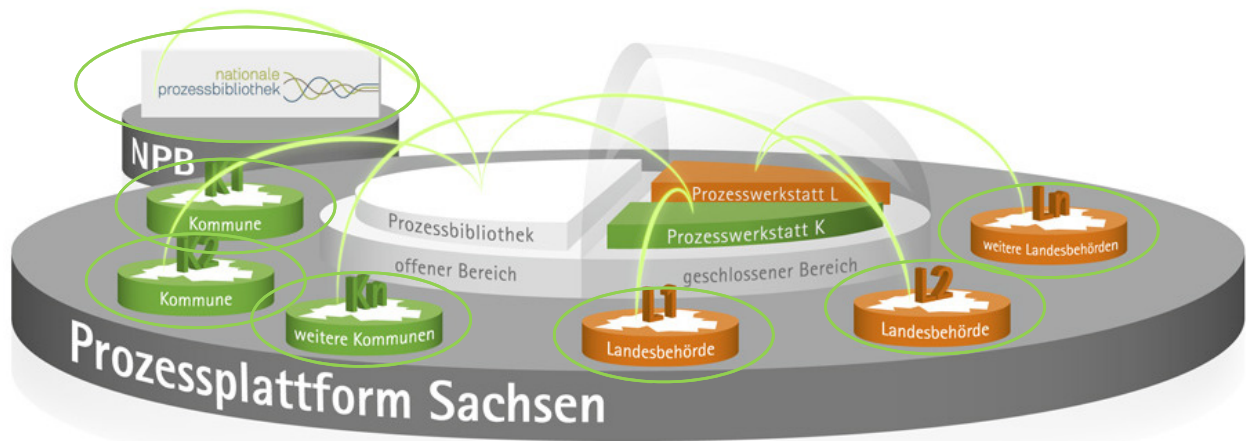 nationale
prozessbibliothek
NPB
K1
Kommune
K2
Kommune
Kn
weitere Kommunen
Prozessbibliothek
offener Bereich
Prozesswerkstatt L
Prozesswerkstatt K
geschlossener Bereich
L1
Landesbehörde
L2
Landesbehörde
Ln
weitere Landesbehörden
Prozessplattform Sachsen